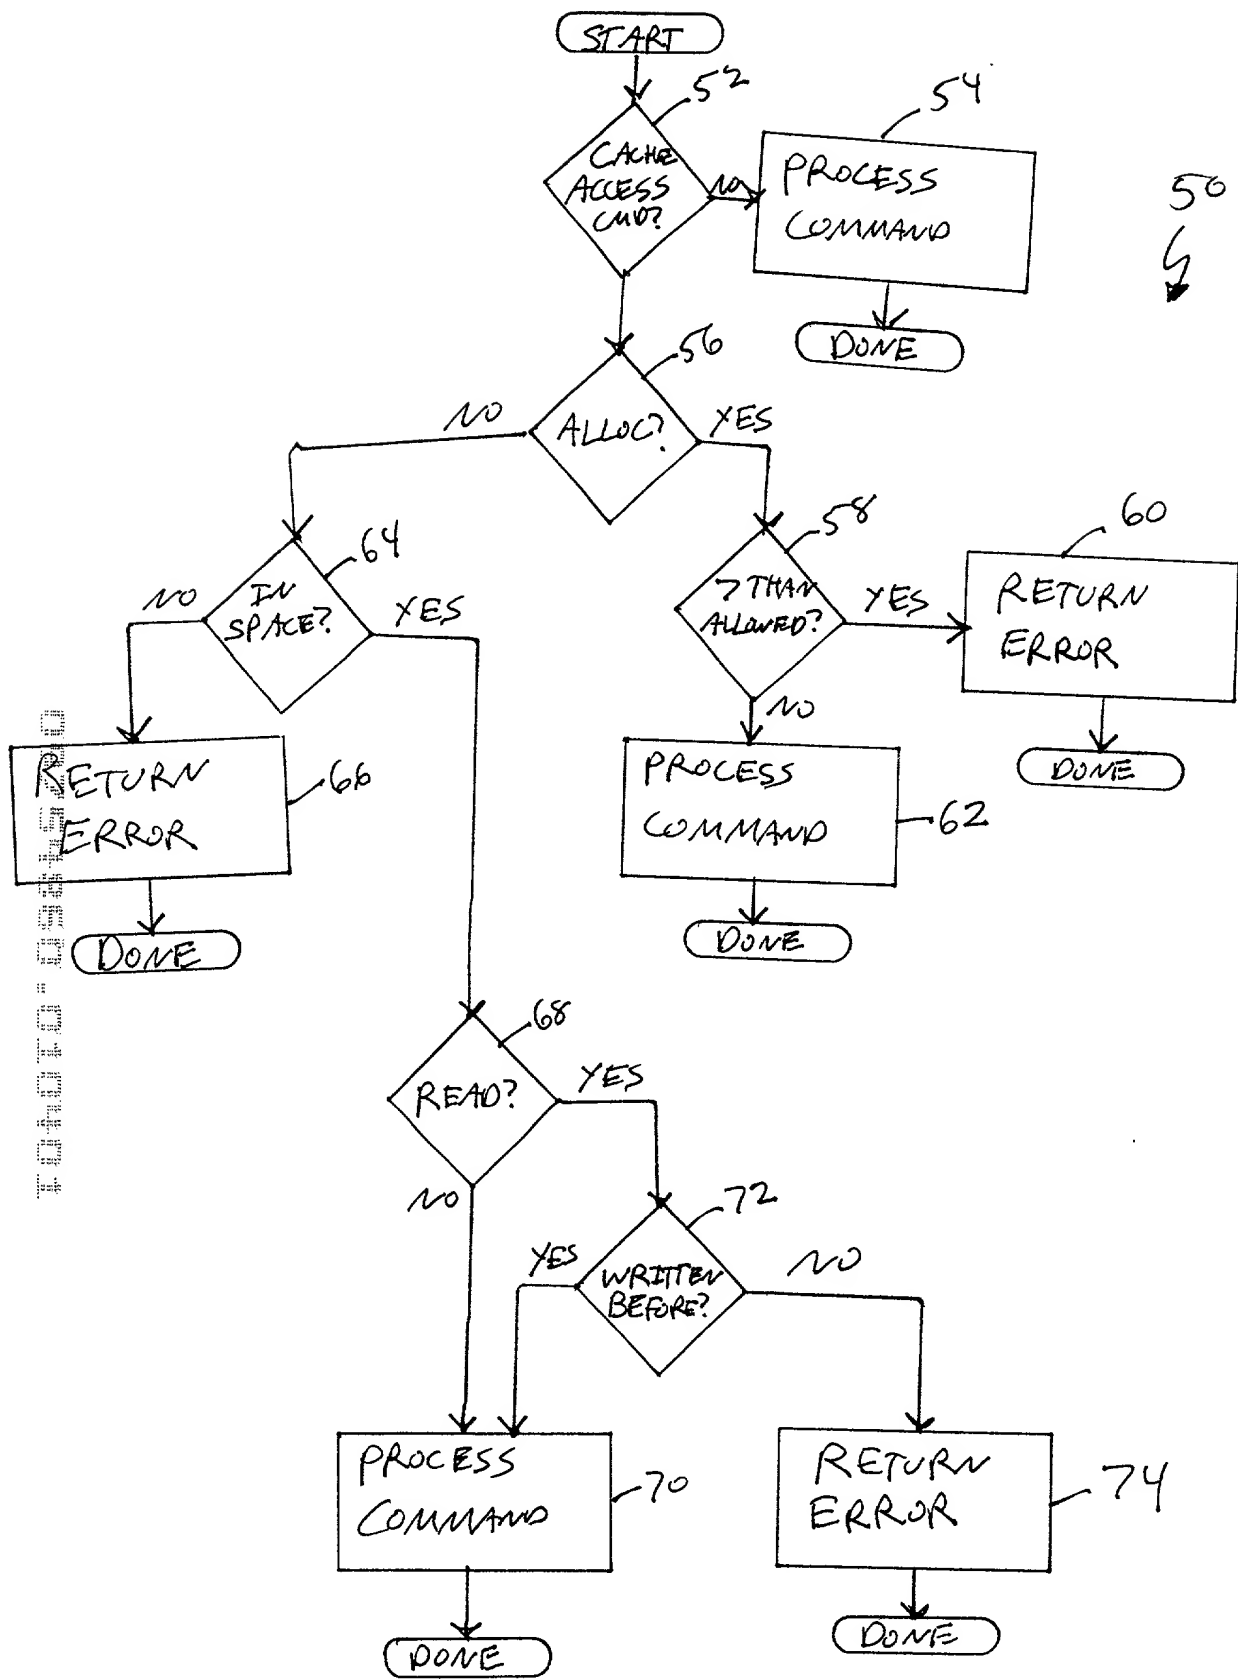 START
52
CACHE
ACCESS
CMD?
NO
54
PROCESS
COMMAND
50
DONE
56
ALLOC?
NO
YES
58
> THAN
ALLOWED?
YES
60
RETURN
ERROR
DONE
NO
PROCESS
COMMAND
62
DONE
64
IN
SPACE?
NO
YES
RETURN
ERROR
66
DONE
68
READ?
YES
NO
72
WRITTEN
BEFORE?
YES
NO
PROCESS
COMMAND
70
DONE
RETURN
ERROR
74
DONE